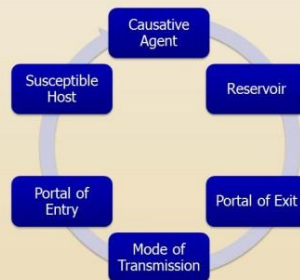 Causative
Agent
Reservoir
Portal of Exit
Mode of
Transmission
Portal of
Entry
Susceptible
Host